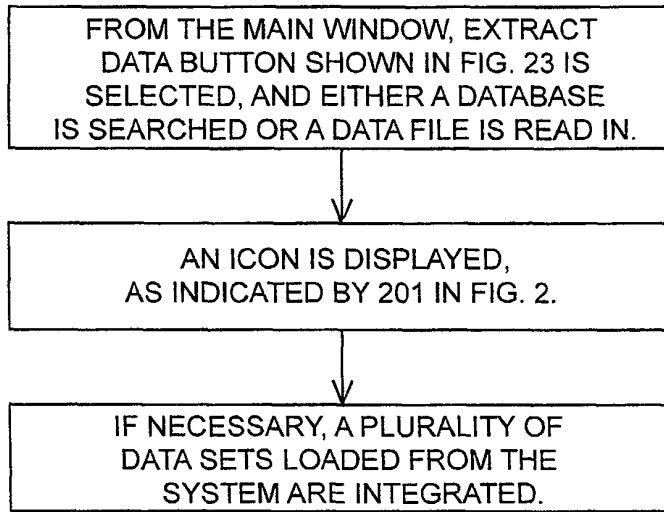 FROM THE MAIN WINDOW, EXTRACT
DATA BUTTON SHOWN IN FIG. 23 IS
SELECTED, AND EITHER A DATABASE
IS SEARCHED OR A DATA FILE IS READ IN.
AN ICON IS DISPLAYED,
AS INDICATED BY 201 IN FIG. 2.
IF NECESSARY, A PLURALITY OF
DATA SETS LOADED FROM THE
SYSTEM ARE INTEGRATED.